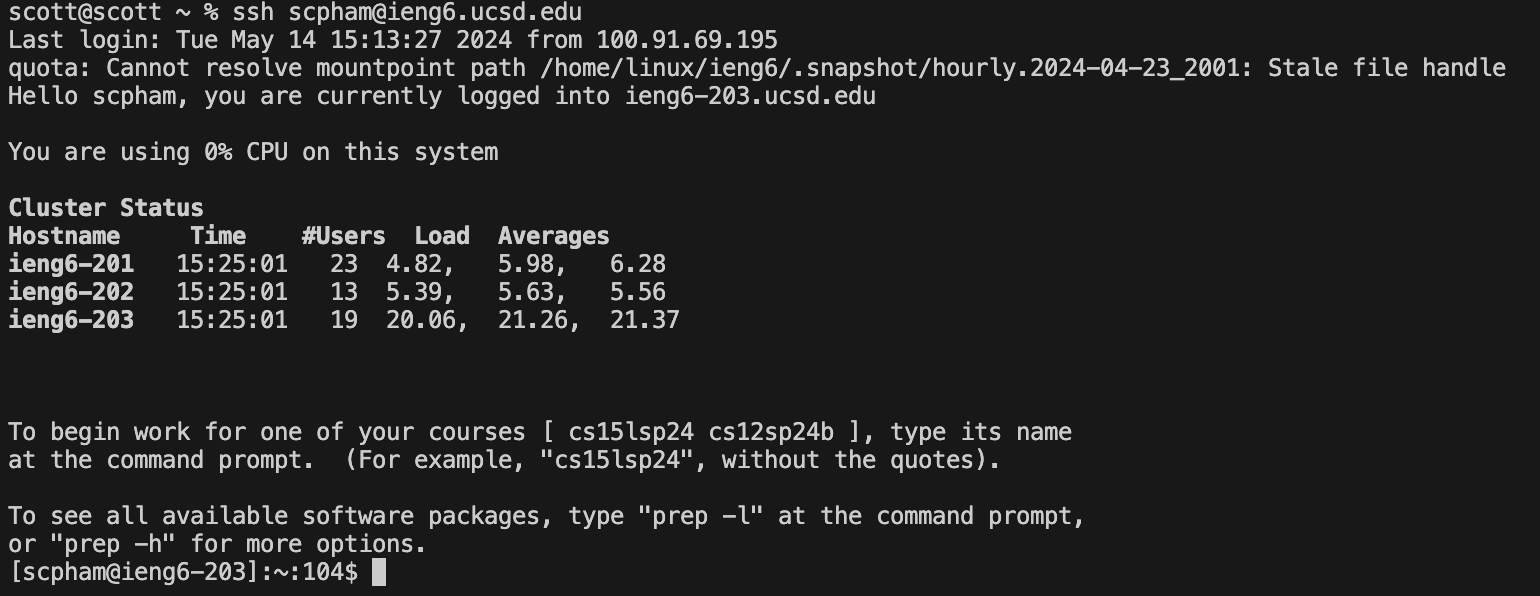 scott@scott ~ % ssh scpham@ieng6.ucsd.edu
Last login: Tue May 14 15:13:27 2024 from 100.91.69.195
quota: Cannot resolve mountpoint path /home/linux/ieng6/.snapshot/hourly.2024-04-23_2001: Stale file handle
Hello scpham, you are currently logged into ieng6-203.ucsd.edu
You are using 0% CPU on this system
Cluster Status
Hostname     Time    #Users  Load  Averages
ieng6-201   15:25:01   23  4.82,   5.98,   6.28
ieng6-202   15:25:01   13  5.39,   5.63,   5.56
ieng6-203   15:25:01   19  20.06,  21.26,  21.37
To begin work for one of your courses [ cs15lsp24 cs12sp24b ], type its name
at the command prompt.  (For example, "cs15lsp24", without the quotes).
To see all available software packages, type "prep -l" at the command prompt,
or "prep -h" for more options.
[scpham@ieng6-203]:~:104$